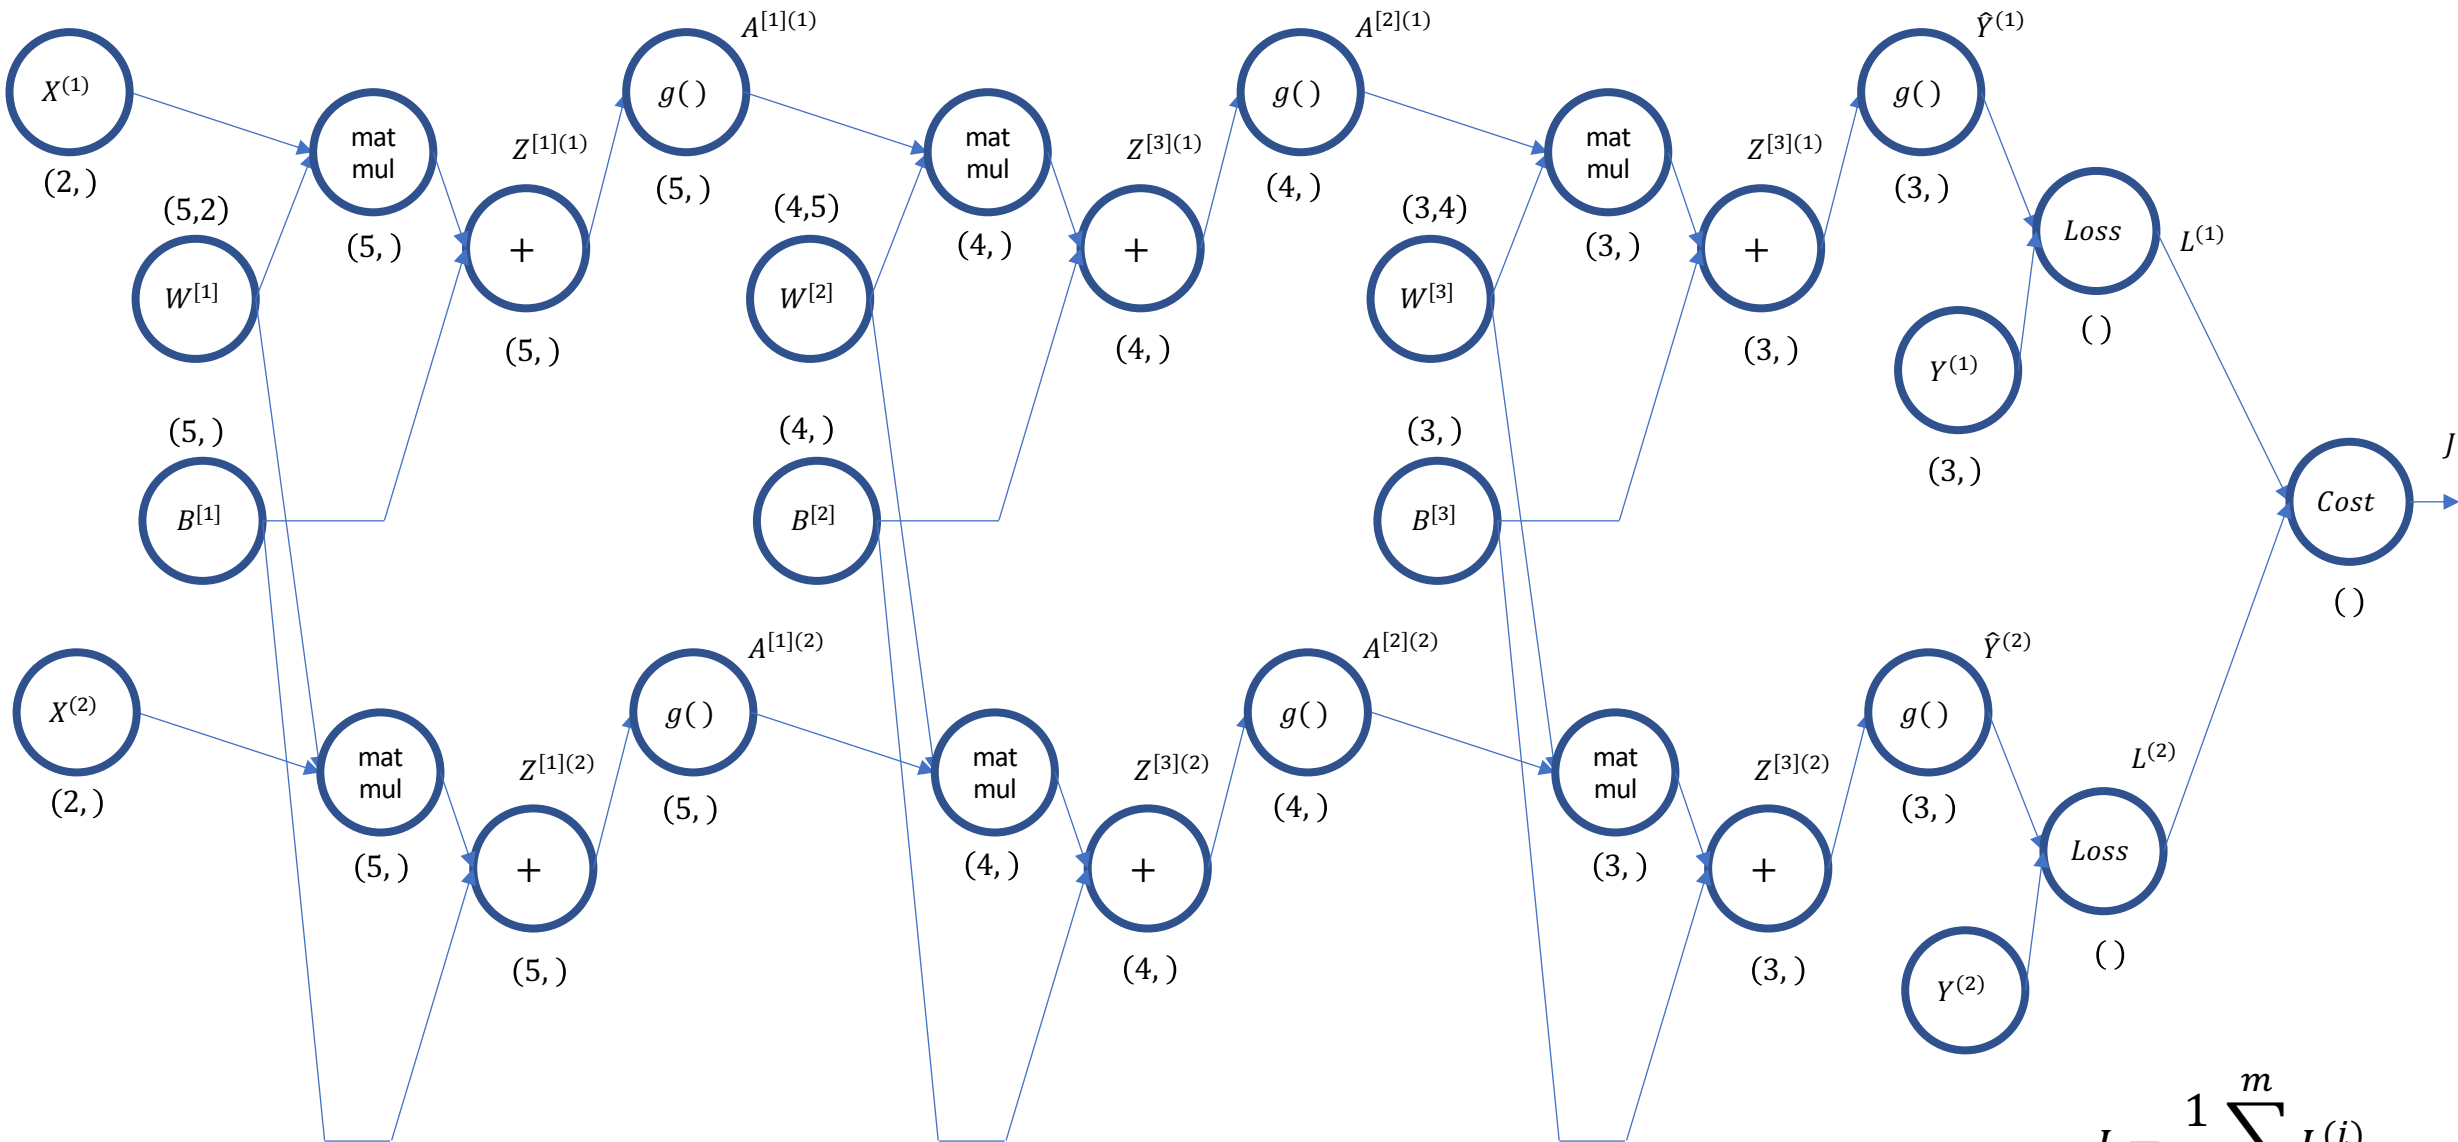 A^{[1](1)}
A^{[2](1)}
Ŷ^{(1)}
X^{(1)}
g( )
g( )
g( )
mat
mul
mat
mul
mat
mul
Z^{[1](1)}
Z^{[3](1)}
Z^{[3](1)}
(2, )
(5, )
(4, )
(3, )
(5,2)
(4,5)
(3,4)
(5, )
(4, )
(3, )
+
+
+
Loss
L^{(1)}
W^{[1]}
W^{[2]}
W^{[3]}
( )
(5, )
(4, )
(3, )
Y^{(1)}
(5, )
(4, )
(3, )
(3, )
J
B^{[1]}
B^{[2]}
B^{[3]}
Cost
( )
A^{[1](2)}
A^{[2](2)}
Ŷ^{(2)}
X^{(2)}
g( )
g( )
g( )
mat
mul
mat
mul
mat
mul
Z^{[1](2)}
Z^{[3](2)}
Z^{[3](2)}
L^{(2)}
(2, )
(5, )
(4, )
(3, )
(5, )
(4, )
(3, )
+
+
+
Loss
( )
(5, )
(4, )
(3, )
Y^{(2)}
m
1 ∑ L^{(i)}